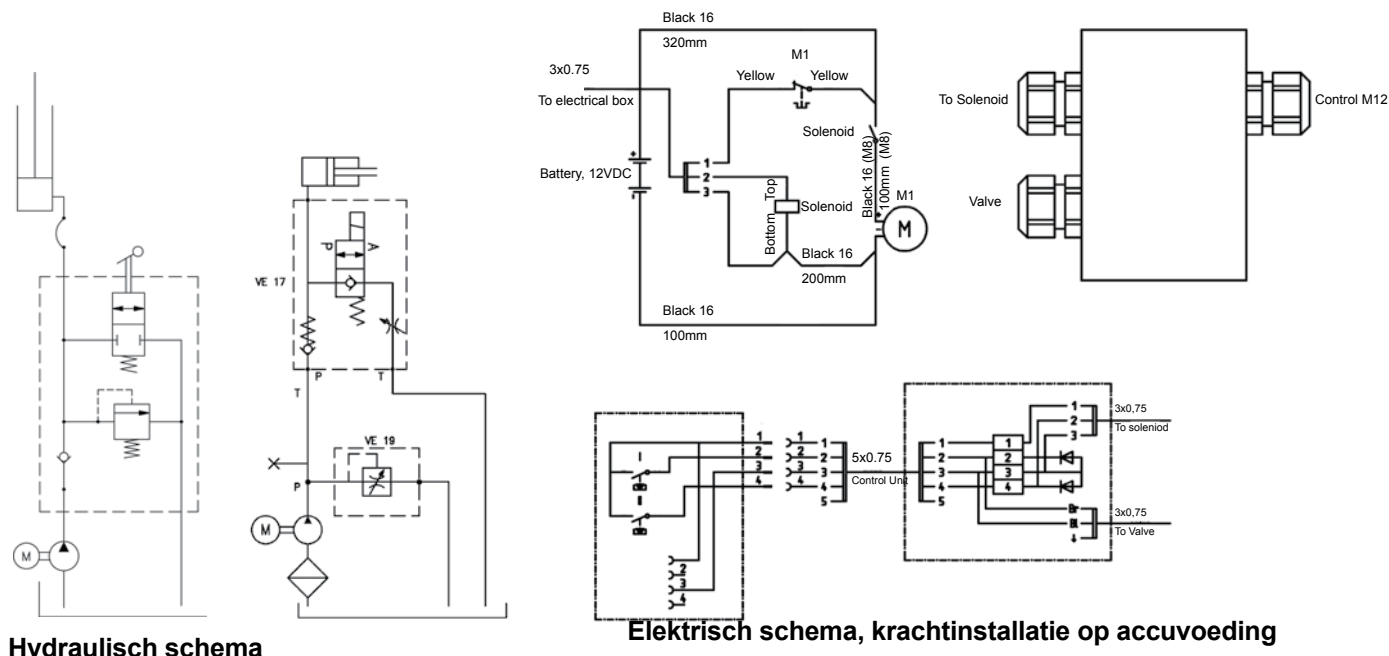 Black 16
320mm
M1
3x0.75
To electrical box
Yellow Yellow
Solenoid
Battery, 12VDC
+
-
1
2
3
Top
Bottom
Solenoid
Black 16 (M8)
100mm (M8)
M1
M
Black 16
200mm
Black 16
100mm
To Solenoid
Control M12
Valve
VE 17
A
P
P
T
T
VE 19
P
M
M
I
II
1
2
3
4
2
3
4
1
2
3
4
1
2
3
4
5
5x0.75
Control Unit
1
2
3
4
5
1
2
3
4
1
2
3
3x0,75
To soleniod
Br
Bl
3x0,75
To Valve
Hydraulisch schema
Elektrisch schema, krachtinstallatie op accuvoeding